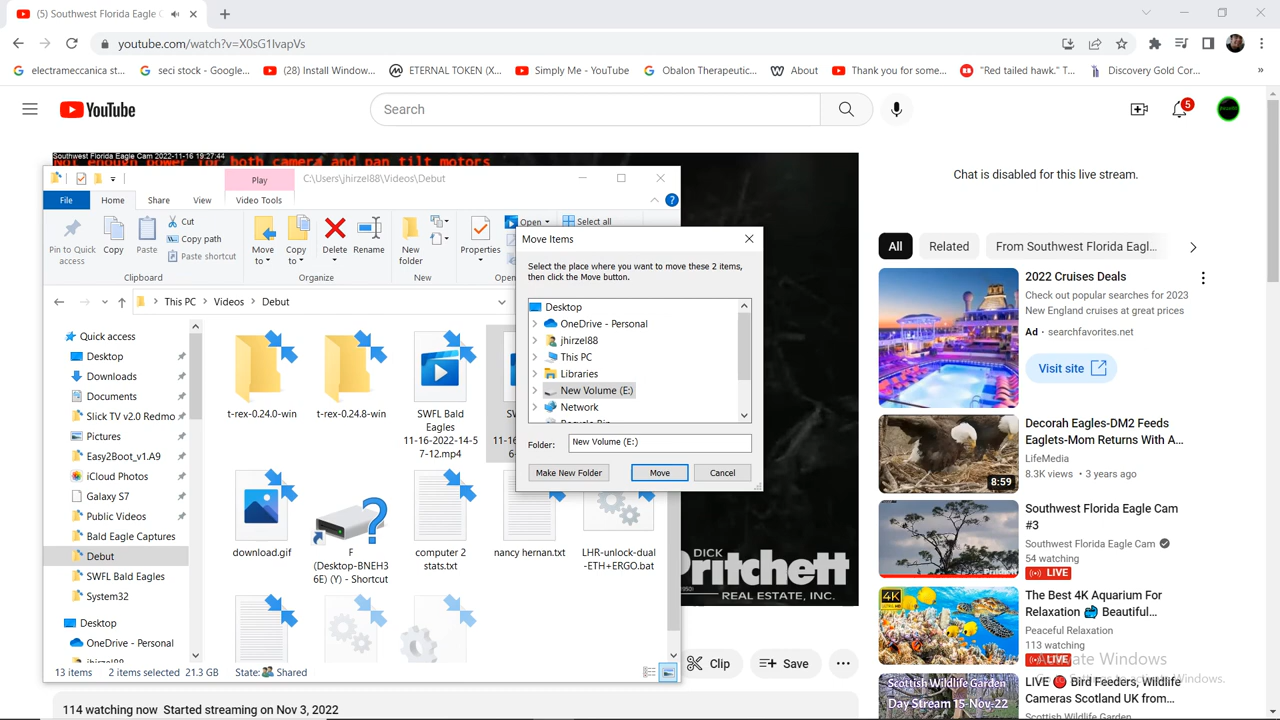 (5) Southwest Florida Eagle C
youtube.com/watch?v=X0sG1IvapVs
electrameccanica st...
seci stock - Google...
(28) Install Window...
ETERNAL TOKEN (X...
Simply Me - YouTube
Obalon Therapeutic...
About
Thank you for some...
"Red tailed hawk." T...
Discovery Gold Cor...
»
YouTube
Search
5
Southwest Florida Eagle Cam 2022-11-16 19:27:44
Not enough power for both camera and pan tilt motors
Play
C:\Users\jhirzel88\Videos\Debut
File
Home
Share
View
Video Tools
Pin to Quick access
Copy
Paste
Cut
Copy path
Paste shortcut
Clipboard
Move to
Copy to
Delete
Rename
Organize
New folder
New
Properties
Open
Open
Select all
This PC
Videos
Debut
Quick access
Desktop
Downloads
Documents
Slick TV v2.0 Redmo
Pictures
Easy2Boot_v1.A9
iCloud Photos
Galaxy S7
Public Videos
Bald Eagle Captures
Debut
SWFL Bald Eagles
System32
Desktop
OneDrive - Personal
jhirzel88
t-rex-0.24.0-win
t-rex-0.24.8-win
SWFL Bald
Eagles
11-16-2022-14-5
7-12.mp4
download.gif
F
(Desktop-BNEH3
6E) (Y) - Shortcut
computer 2
stats.txt
nancy hernan.txt
LHR-unlock-dual
-ETH+ERGO.bat
13 items
2 items selected
21.3 GB
State:
Shared
Move Items
Select the place where you want to move these 2 items,
then click the Move button.
Desktop
OneDrive - Personal
jhirzel88
This PC
Libraries
New Volume (E:)
Network
Recycle Bin
Folder:
New Volume (E:)
Make New Folder
Move
Cancel
DICK
Pritchett
REAL ESTATE, INC.
Clip
Save
114 watching now Started streaming on Nov 3, 2022
Chat is disabled for this live stream.
All
Related
From Southwest Florida Eagl...
2022 Cruises Deals
Check out popular searches for 2023
New England cruises at great prices
Ad · searchfavorites.net
Visit site
Decorah Eagles-DM2 Feeds
Eaglets-Mom Returns With A...
LifeMedia
8.3K views • 3 years ago
8:59
Southwest Florida Eagle Cam
#3
Southwest Florida Eagle Cam
54 watching
LIVE
Pritchett
4K
The Best 4K Aquarium For
Relaxation 🐠 Beautiful...
Peaceful Relaxation
113 watching
LIVE
Activate Windows
Scottish Wildlife Garden
Day Stream 15-Nov-22
LIVE 🔴 Bird Feeders, Wildlife
Cameras Scotland UK from...
Scottish Wildlife Garden